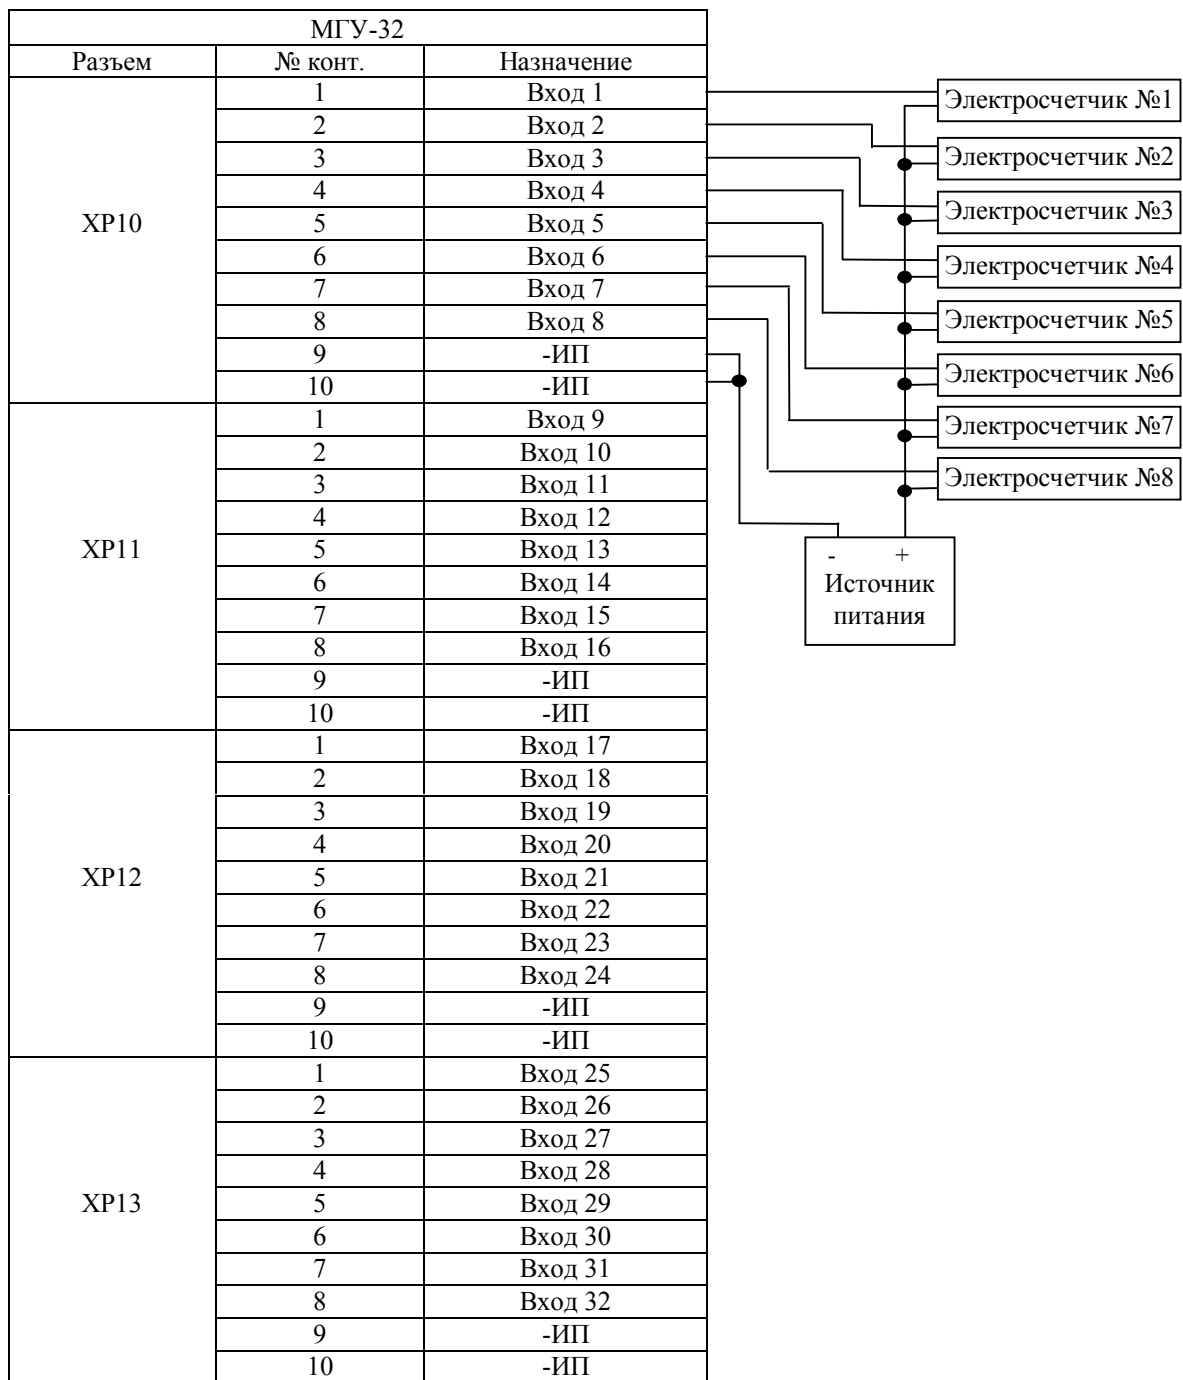 МГУ-32
Разъем № конт. Назначение
XP10
1 Вход 1
2 Вход 2
3 Вход 3
4 Вход 4
5 Вход 5
6 Вход 6
7 Вход 7
8 Вход 8
9 -ИП
10 -ИП
XP11
1 Вход 9
2 Вход 10
3 Вход 11
4 Вход 12
5 Вход 13
6 Вход 14
7 Вход 15
8 Вход 16
9 -ИП
10 -ИП
XP12
1 Вход 17
2 Вход 18
3 Вход 19
4 Вход 20
5 Вход 21
6 Вход 22
7 Вход 23
8 Вход 24
9 -ИП
10 -ИП
XP13
1 Вход 25
2 Вход 26
3 Вход 27
4 Вход 28
5 Вход 29
6 Вход 30
7 Вход 31
8 Вход 32
9 -ИП
10 -ИП
Электросчетчик №1
Электросчетчик №2
Электросчетчик №3
Электросчетчик №4
Электросчетчик №5
Электросчетчик №6
Электросчетчик №7
Электросчетчик №8
- +
Источник
питания